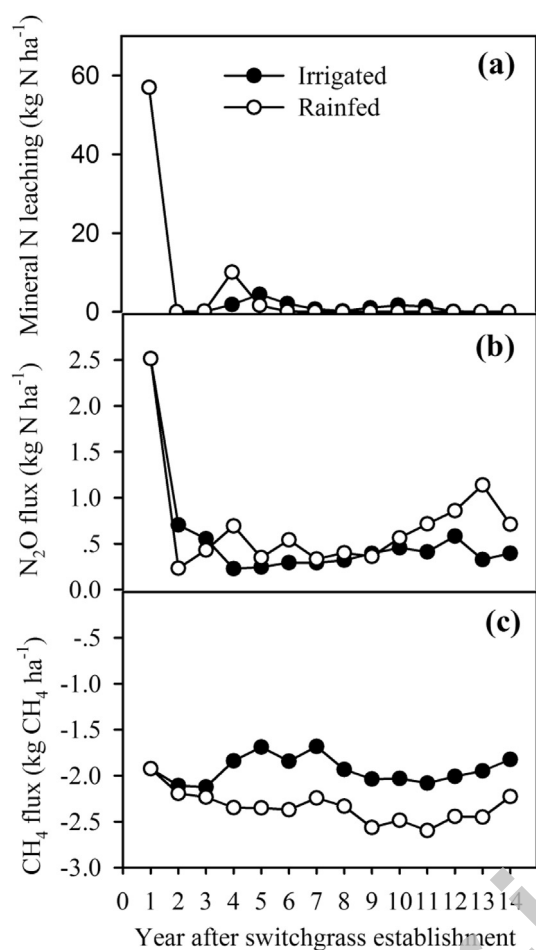 (a)
Irrigated
Rainfed
Mineral N leaching (kg N ha⁻¹)
60
40
20
0
(b)
N₂O flux (kg N ha⁻¹)
2.5
2.0
1.5
1.0
.5
0.0
(c)
CH₄ flux (kg CH₄ ha⁻¹)
-.5
-1.0
-1.5
-2.0
-2.5
-3.0
0 1 2 3 4 5 6 7 8 9 10 11 12 13 14
Year after switchgrass establishment